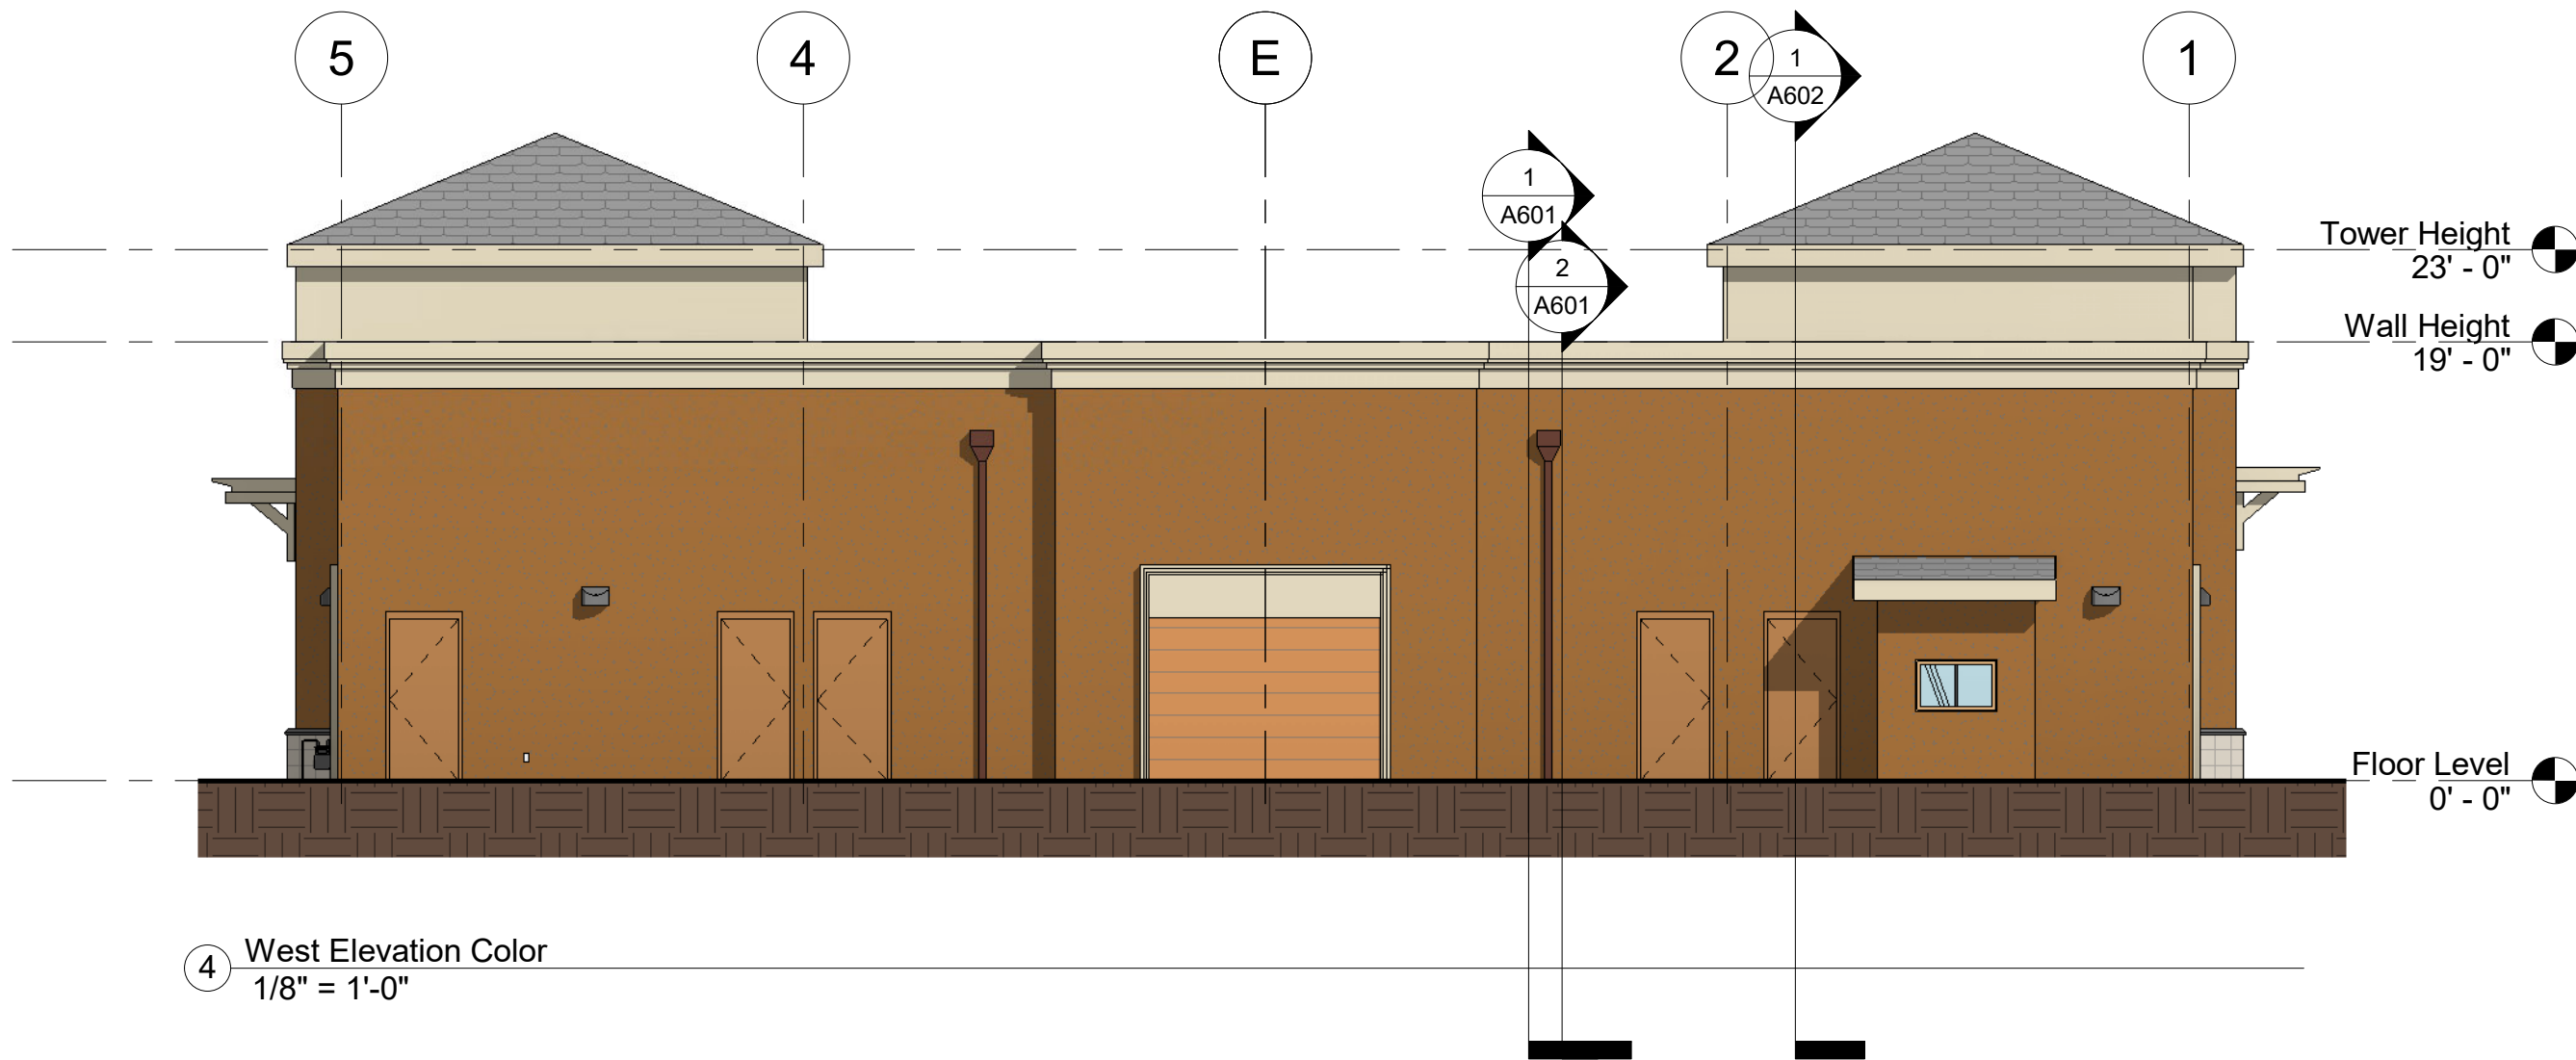 5
4
E
2
1
1
A602
1
A601
2
A601
Tower Height
23' - 0"
Wall Height
19' - 0"
Floor Level
0' - 0"
4
West Elevation Color
1/8" = 1'-0"